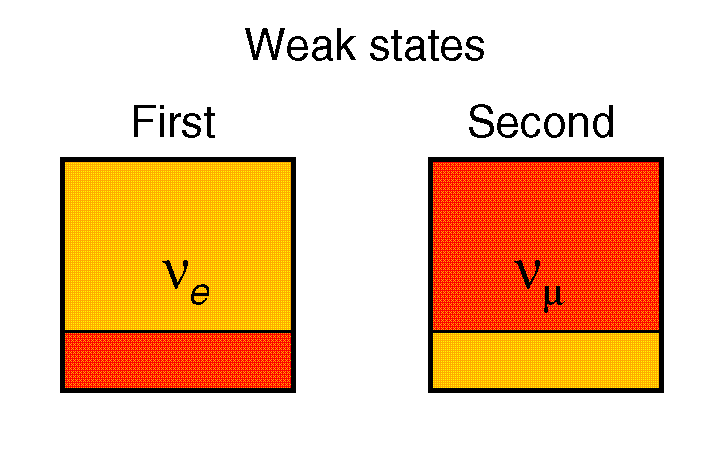 Weak states
First Second
νe νμ